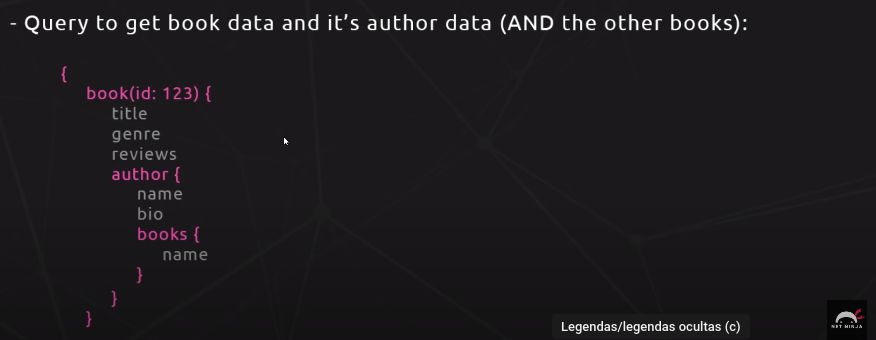 - Query to get book data and it's author data (AND the other books):
{
book(id: 123) {
title
genre
reviews
author {
name
bio
books {
name
}
}
}
Legendas/legendas ocultas (c)
NET NINJA